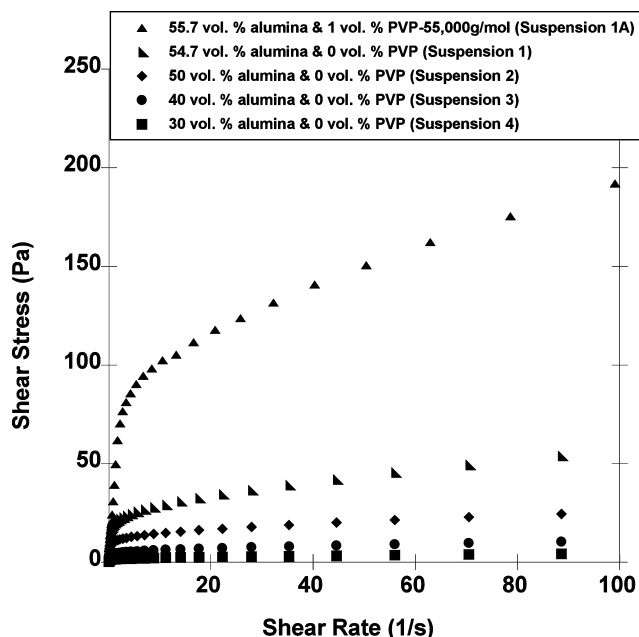 55.7 vol. % alumina & 1 vol. % PVP-55,000g/mol (Suspension 1A)
54.7 vol. % alumina & 0 vol. % PVP (Suspension 1)
50 vol. % alumina & 0 vol. % PVP (Suspension 2)
40 vol. % alumina & 0 vol. % PVP (Suspension 3)
30 vol. % alumina & 0 vol. % PVP (Suspension 4)
250
200
150
100
50
0
Shear Stress (Pa)
20
40
60
80
100
Shear Rate (1/s)